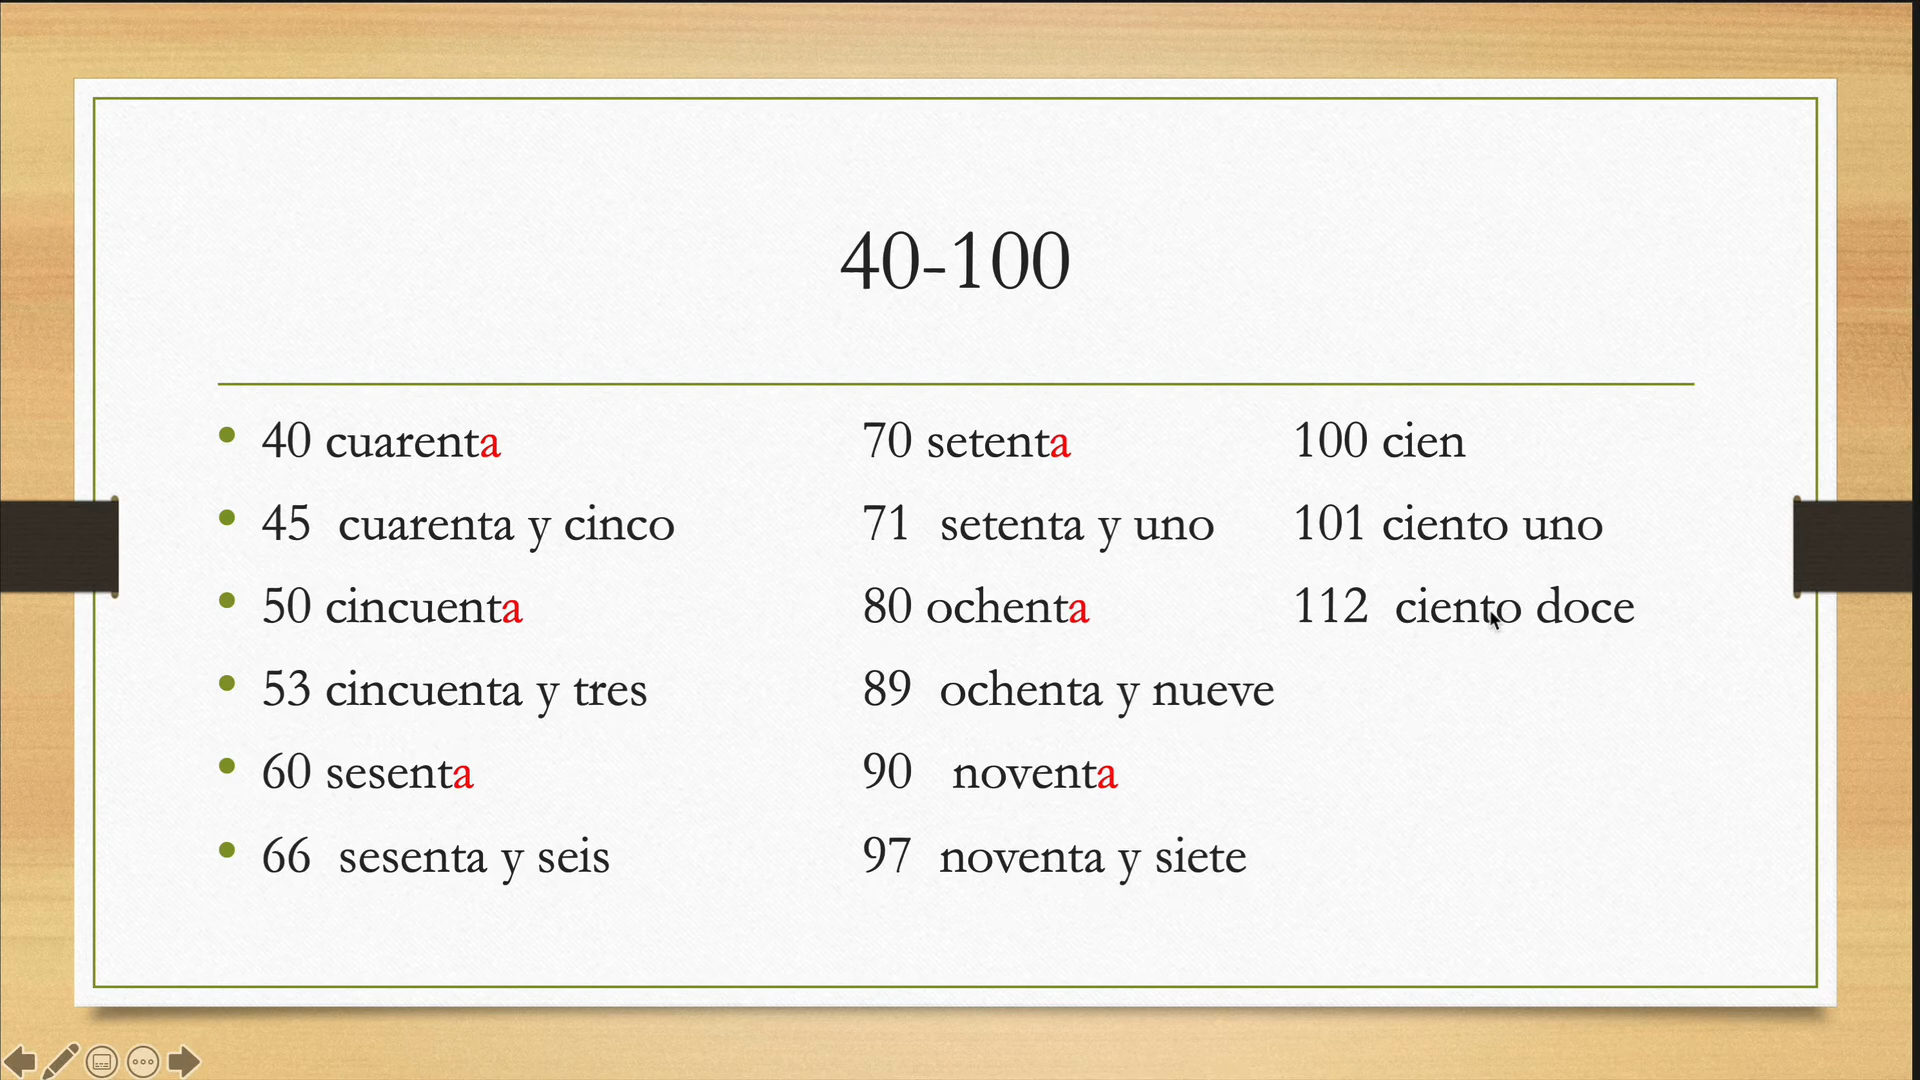 40-100
40 cuarenta
45 cuarenta y cinco
50 cincuenta
53 cincuenta y tres
60 sesenta
66 sesenta y seis
70 setenta
71 setenta y uno
80 ochenta
89 ochenta y nueve
90 noventa
97 noventa y siete
100 cien
101 ciento uno
112 ciento doce